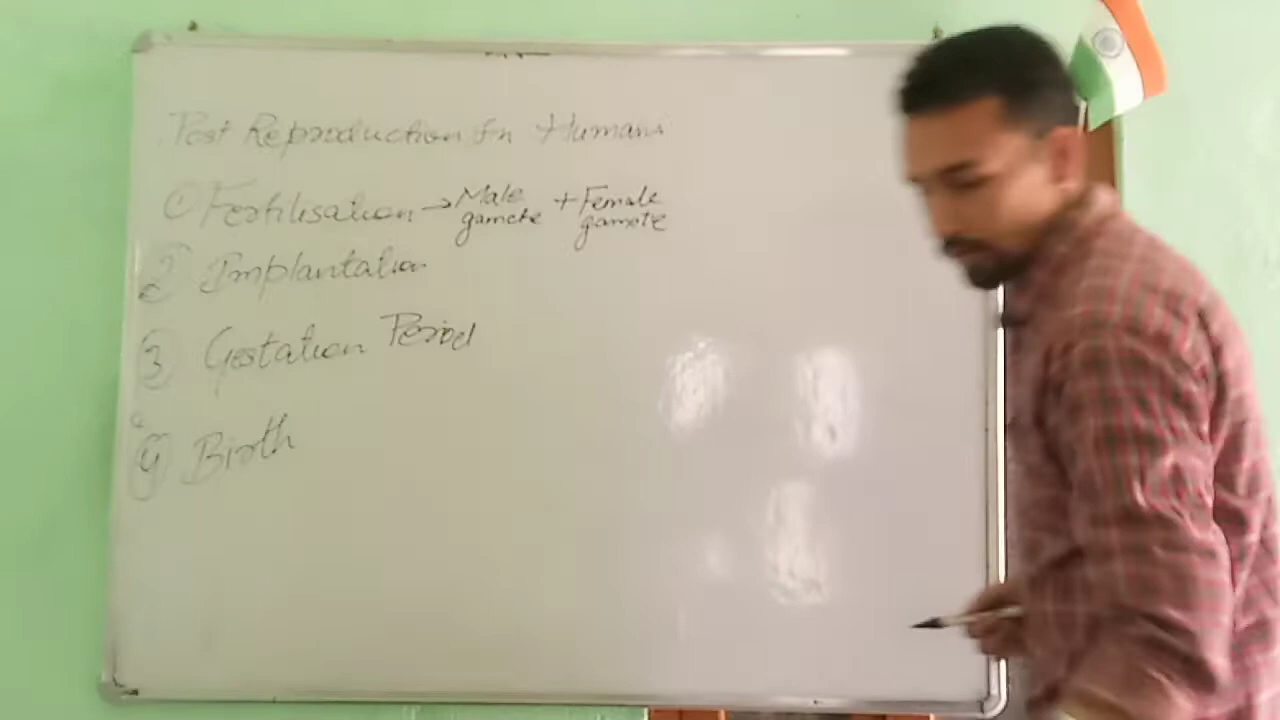 Post Reproduction In Humans
① Fertilisation → Male gamete + Female gamete
② Implantation
③ Gestation Period
④ Birth